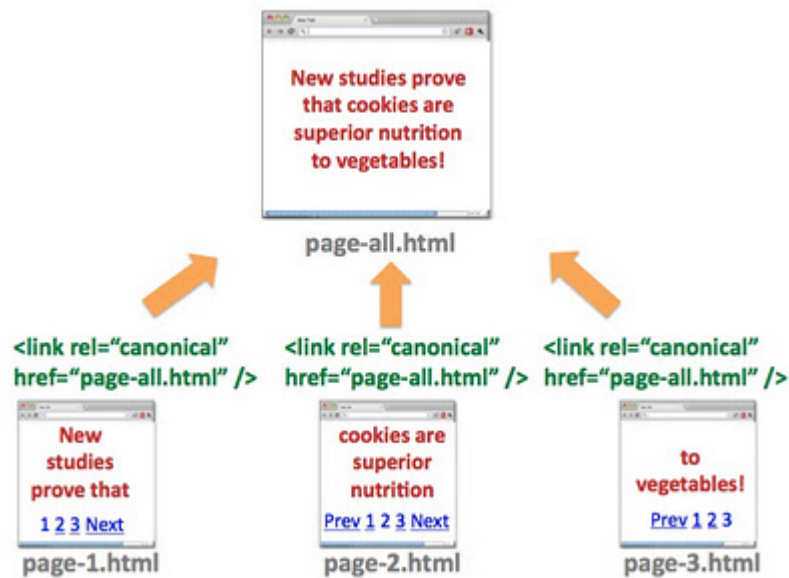 New studies prove
that cookies are
superior nutrition
to vegetables!
page-all.html
<link rel=“canonical”
href=“page-all.html” />
<link rel=“canonical”
href=“page-all.html” />
<link rel=“canonical”
href=“page-all.html” />
New
studies
prove that
1 2 3 Next
page-1.html
cookies are
superior
nutrition
Prev 1 2 3 Next
page-2.html
to
vegetables!
Prev 1 2 3
page-3.html